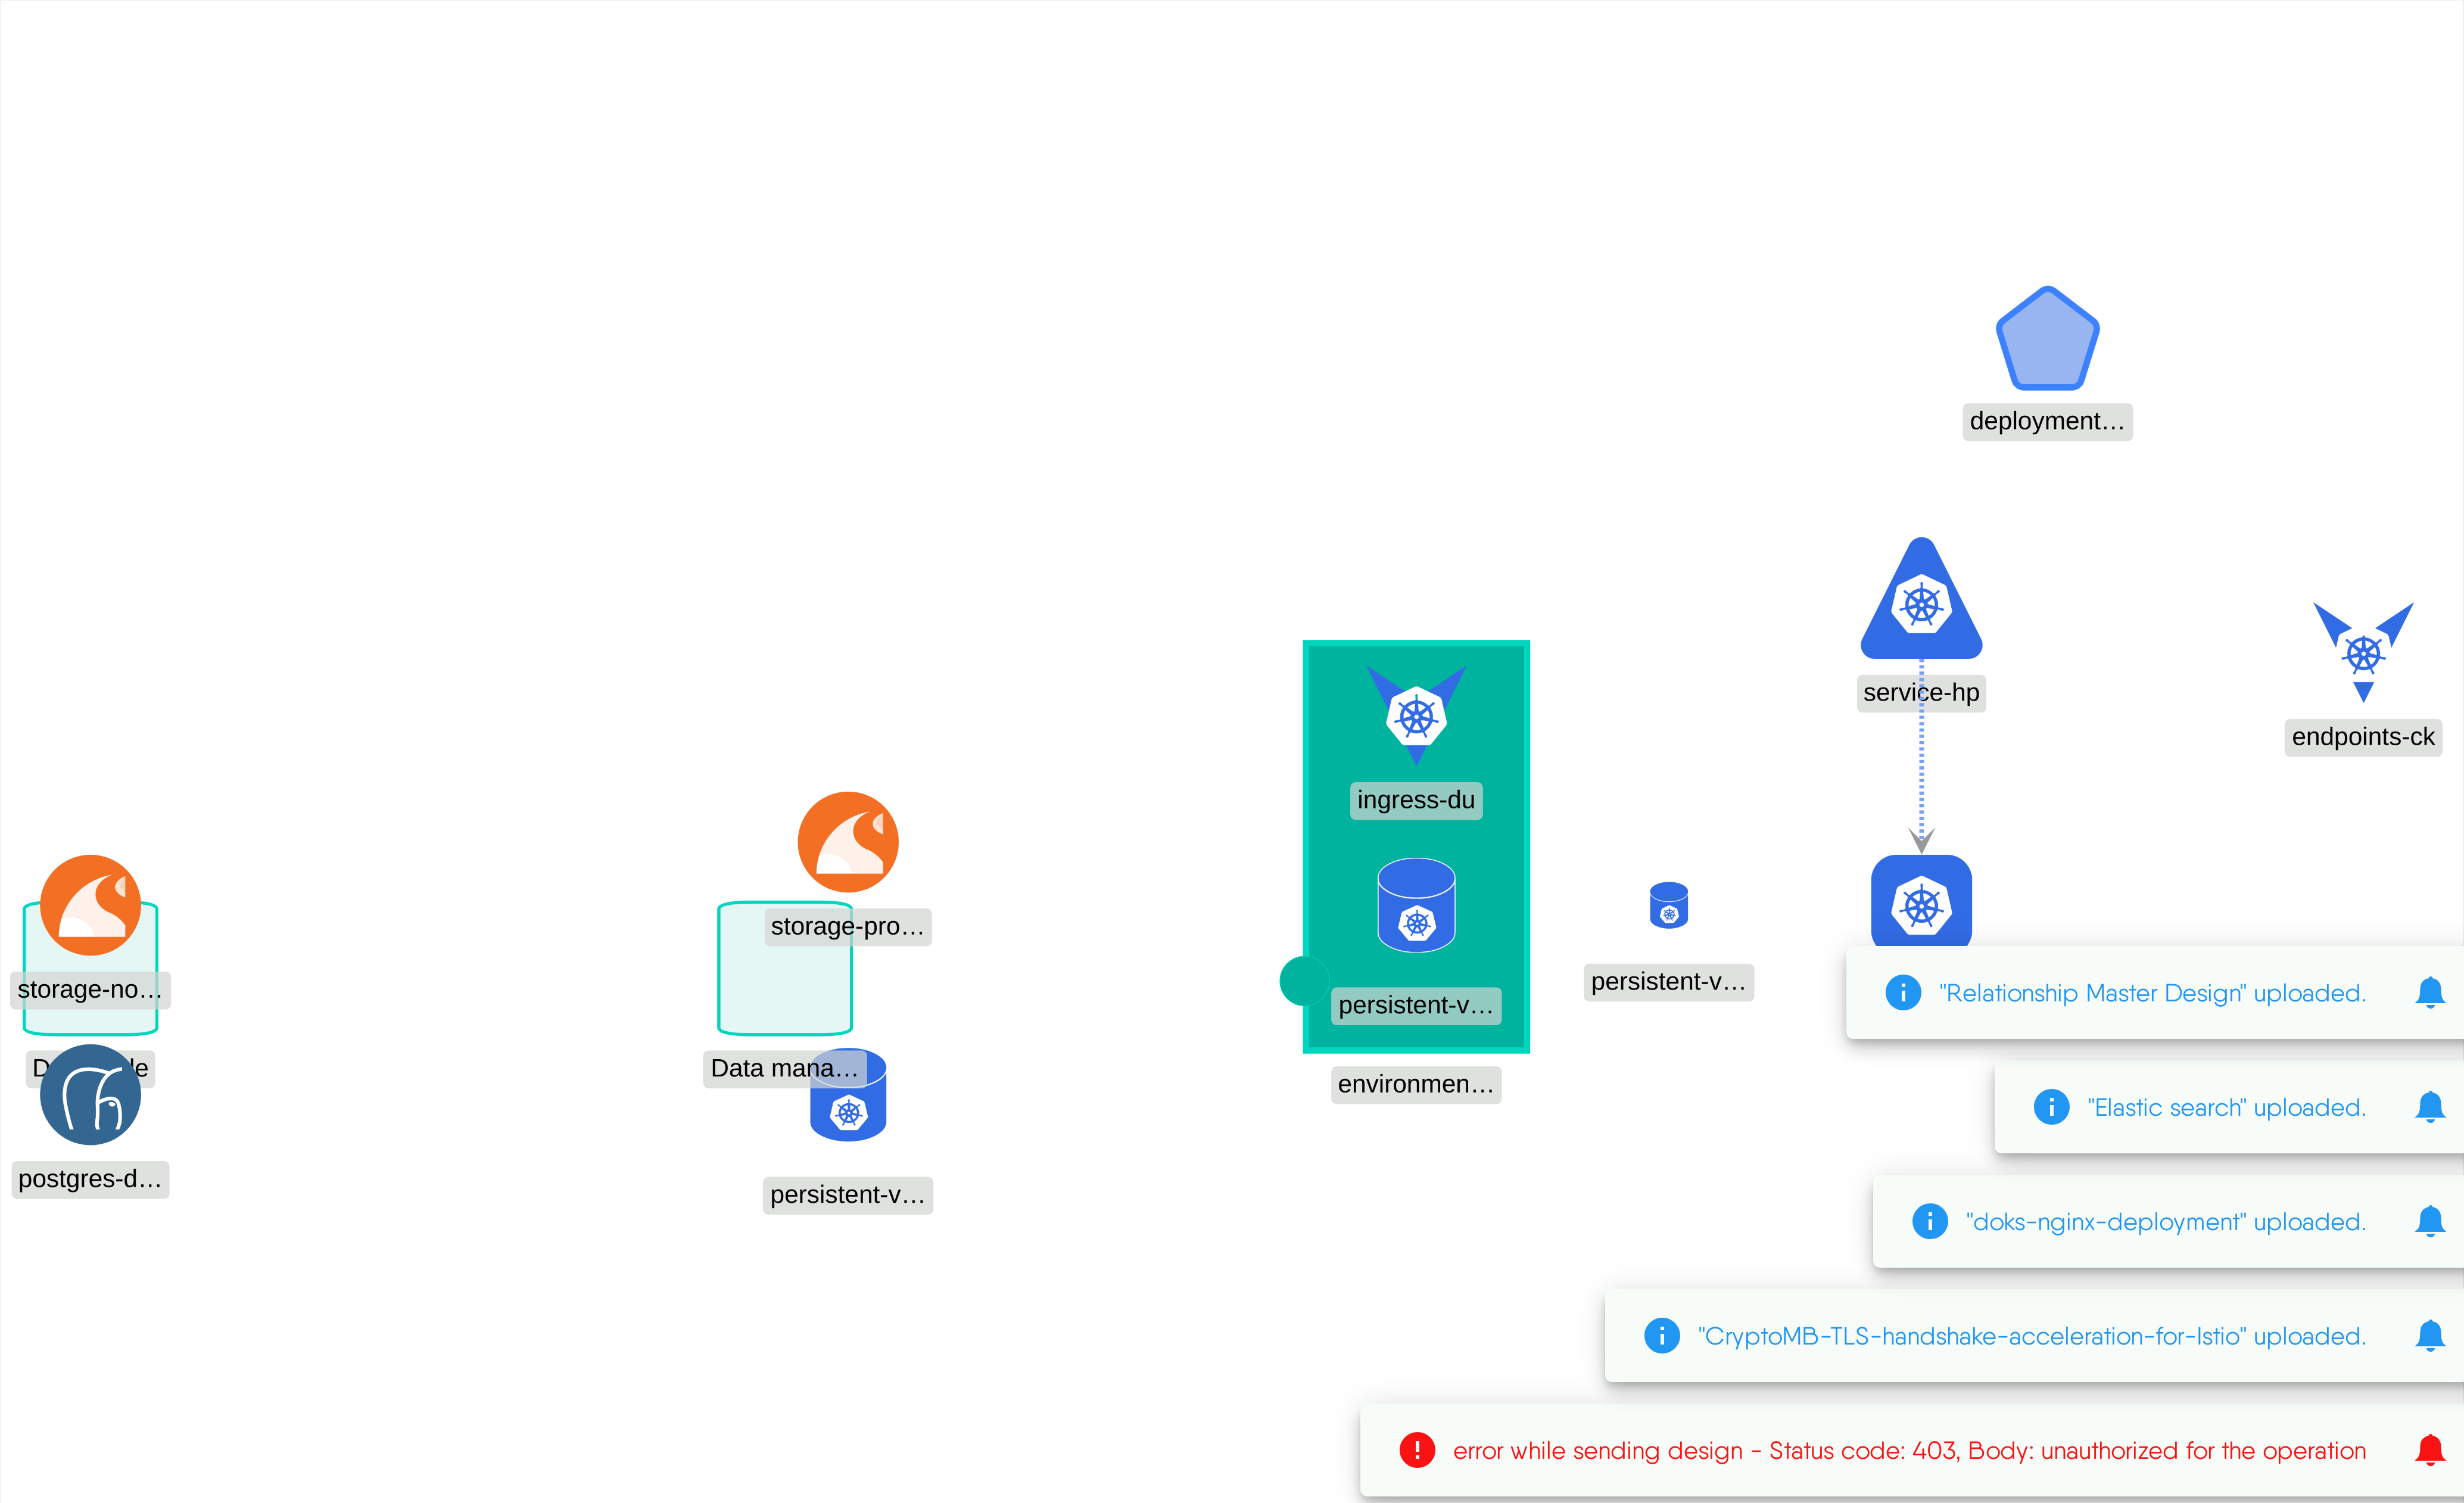 deployment…
service-hp
endpoints-ck
ingress-du
storage-pro…
storage-no…
persistent-v…
persistent-v…
Data mana…
environmen…
postgres-d…
persistent-v…
"Relationship Master Design" uploaded.
"Elastic search" uploaded.
"doks-nginx-deployment" uploaded.
"CryptoMB-TLS-handshake-acceleration-for-Istio" uploaded.
error while sending design - Status code: 403, Body: unauthorized for the operation